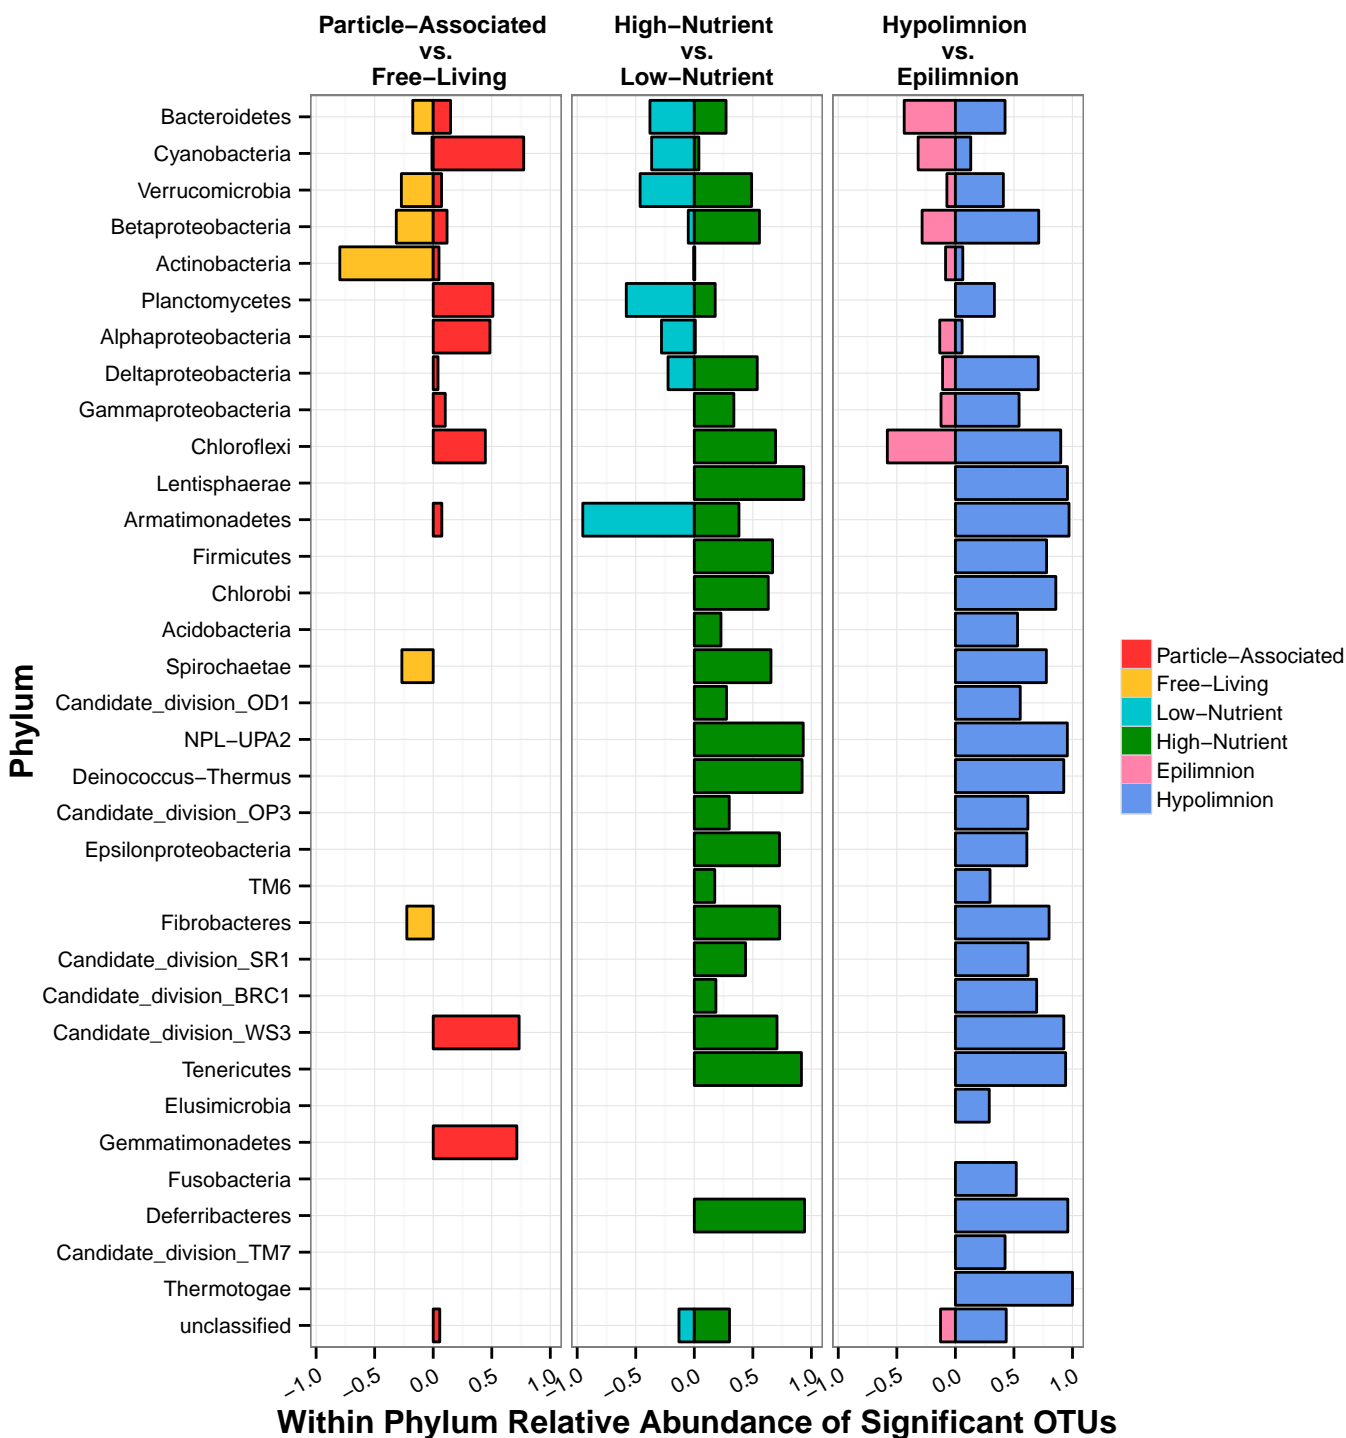 Particle−Associated
vs.
Free−Living
High−Nutrient
vs.
Low−Nutrient
Hypolimnion
vs.
Epilimnion
Bacteroidetes
Cyanobacteria
Verrucomicrobia
Betaproteobacteria
Actinobacteria
Planctomycetes
Alphaproteobacteria
Deltaproteobacteria
Gammaproteobacteria
Chloroflexi
Lentisphaerae
Armatimonadetes
Firmicutes
Chlorobi
Acidobacteria
Spirochaetae
Candidate_division_OD1
NPL−UPA2
Deinococcus−Thermus
Candidate_division_OP3
Epsilonproteobacteria
TM6
Fibrobacteres
Candidate_division_SR1
Candidate_division_BRC1
Candidate_division_WS3
Tenericutes
Elusimicrobia
Gemmatimonadetes
Fusobacteria
Deferribacteres
Candidate_division_TM7
Thermotogae
unclassified
Phylum
−1.0 −0.5 0.0 0.5 1.0 −1.0 −0.5 0.0 0.5 1.0 −1.0 −0.5 0.0 0.5 1.0
Within Phylum Relative Abundance of Significant OTUs
Particle−Associated
Free−Living
Low−Nutrient
High−Nutrient
Epilimnion
Hypolimnion